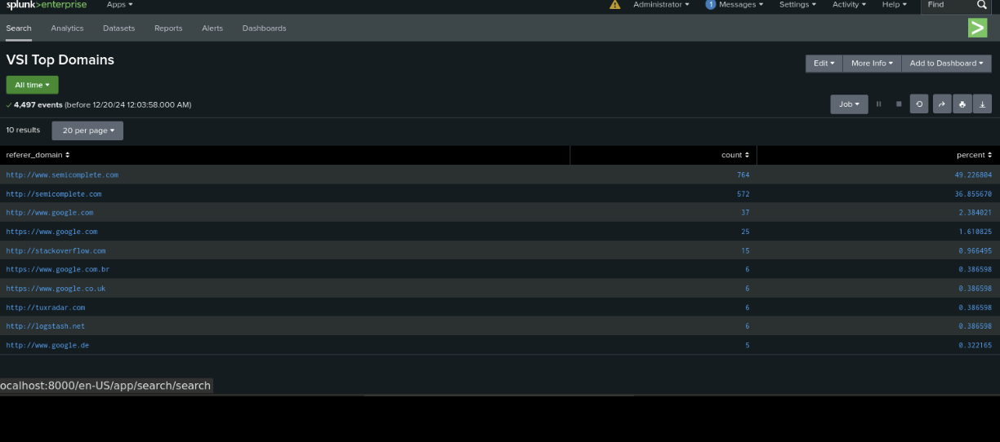 splunk>enterprise Apps Administrator 1 Messages Settings Activity Help Find
Search Analytics Datasets Reports Alerts Dashboards >
VSI Top Domains
Edit More Info Add to Dashboard
All time
4,497 events (before 12/20/24 12:03:58.000 AM)
Job
10 results 20 per page
referer_domain count percent
http://www.semicomplete.com 764 49.226804
http://semicomplete.com 572 36.855670
http://www.google.com 37 2.384021
https://www.google.com 25 1.610825
http://stackoverflow.com 15 0.966495
https://www.google.com.br 6 0.386598
https://www.google.co.uk 6 0.386598
http://tuxradar.com 6 0.386598
http://logstash.net 6 0.386598
http://www.google.de 5 0.322165
ocalhost:8000/en-US/app/search/search